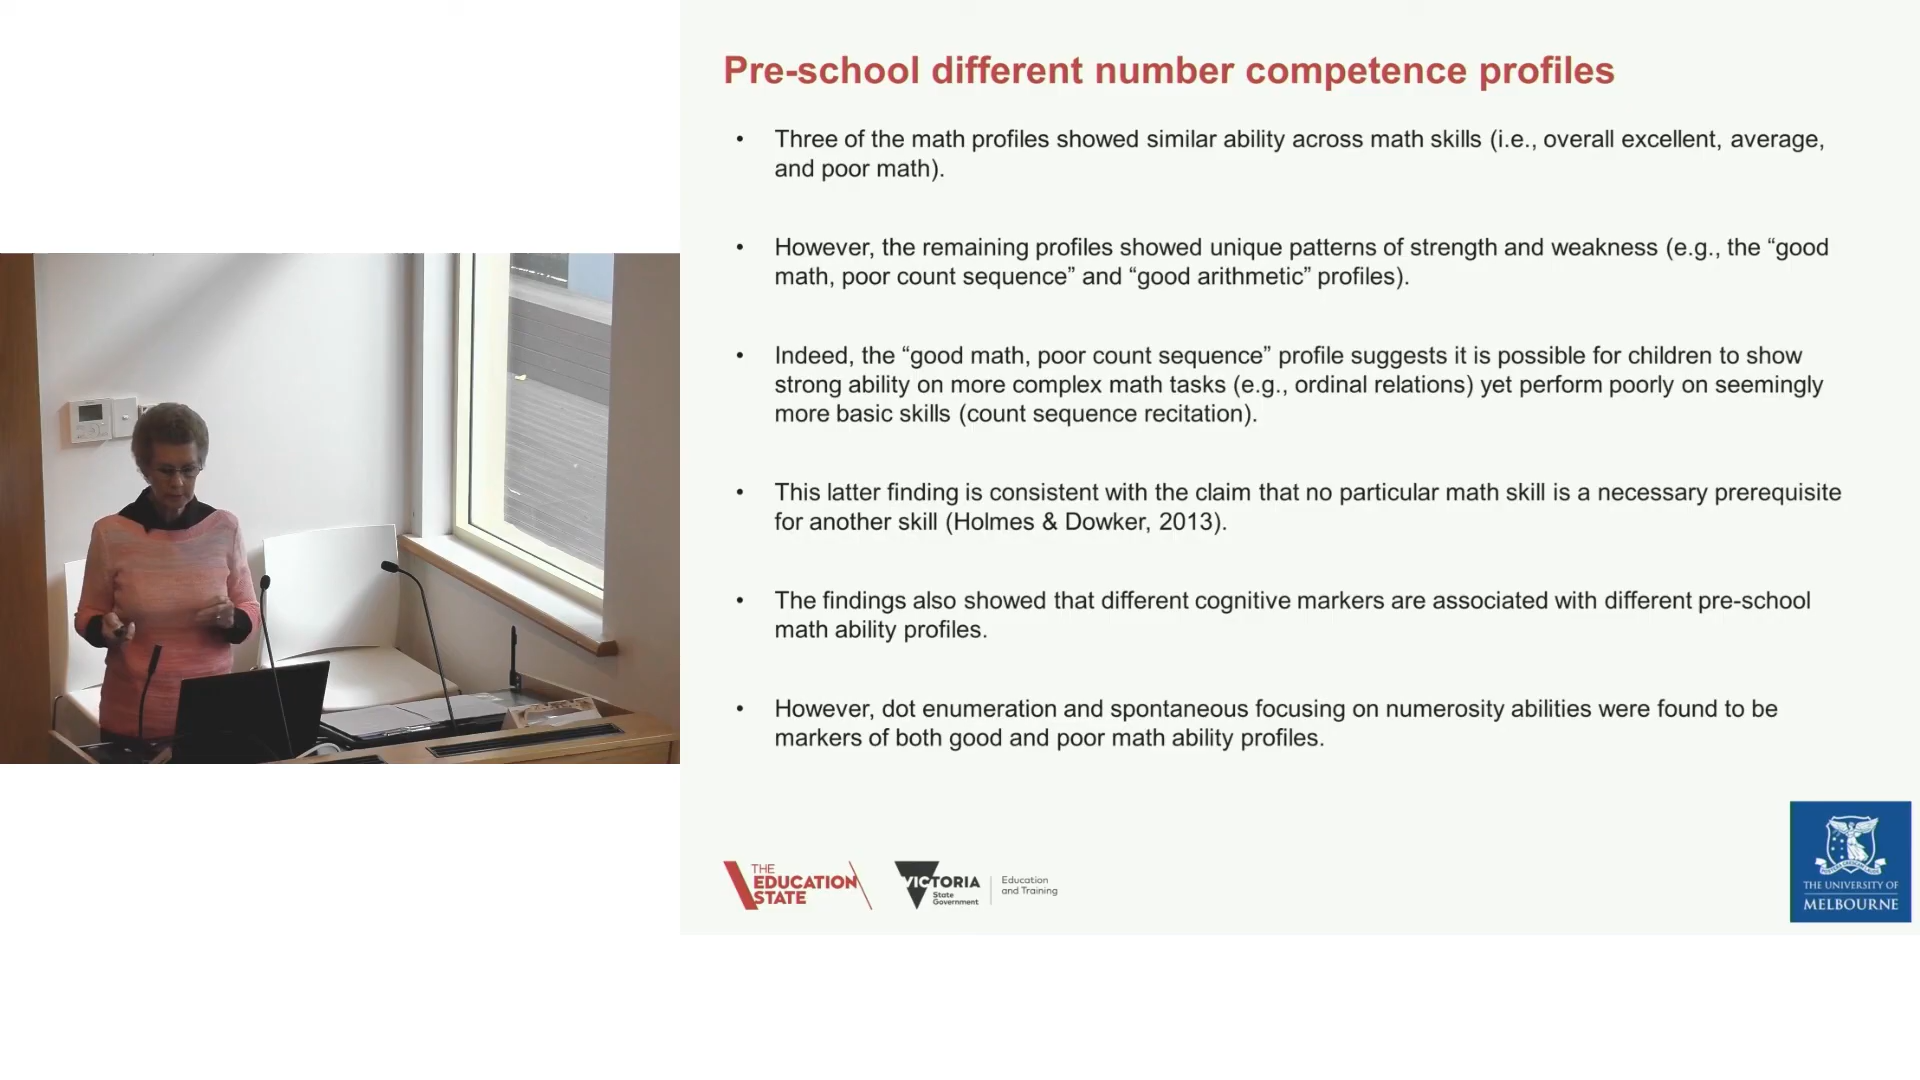 Pre-school different number competence profiles
• Three of the math profiles showed similar ability across math skills (i.e., overall excellent, average,
and poor math).
• However, the remaining profiles showed unique patterns of strength and weakness (e.g., the “good
math, poor count sequence” and “good arithmetic” profiles).
• Indeed, the “good math, poor count sequence” profile suggests it is possible for children to show
strong ability on more complex math tasks (e.g., ordinal relations) yet perform poorly on seemingly
more basic skills (count sequence recitation).
• This latter finding is consistent with the claim that no particular math skill is a necessary prerequisite
for another skill (Holmes & Dowker, 2013).
• The findings also showed that different cognitive markers are associated with different pre-school
math ability profiles.
• However, dot enumeration and spontaneous focusing on numerosity abilities were found to be
markers of both good and poor math ability profiles.
THE
EDUCATION
STATE
VICTORIA
State
Government
Education
and Training
THE UNIVERSITY OF
MELBOURNE